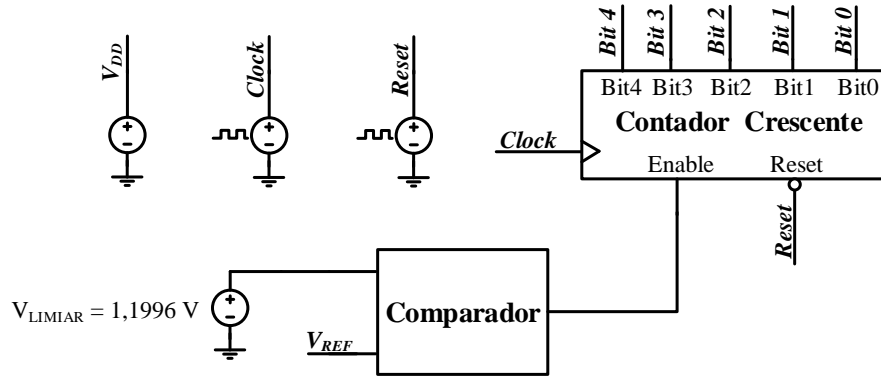 Bit 4
Bit 3
Bit 2
Bit 1
Bit 0
V_DD
Clock
Reset
Bit4 Bit3 Bit2 Bit1 Bit0
Contador Crescente
Clock
Enable Reset
Reset
V_LIMIAR = 1,1996 V
Comparador
V_REF